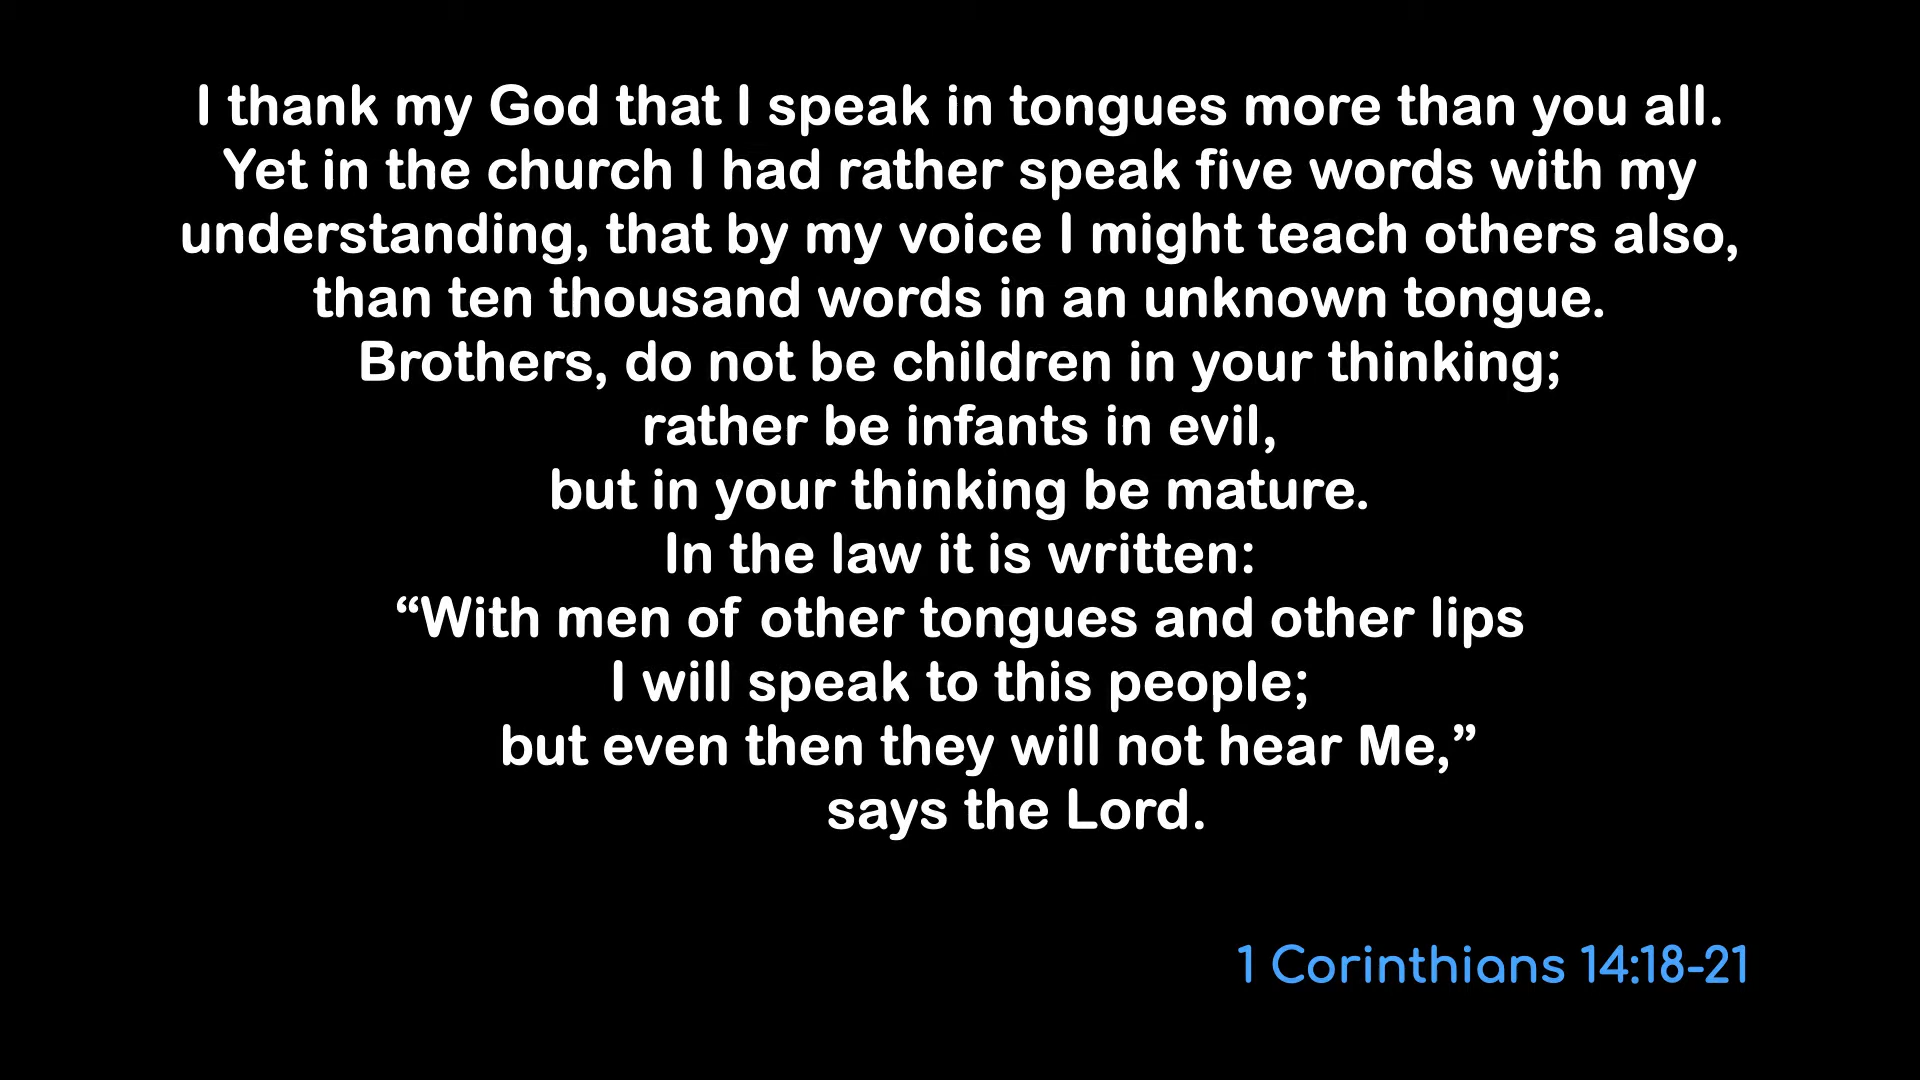 I thank my God that I speak in tongues more than you all.
Yet in the church I had rather speak five words with my
understanding, that by my voice I might teach others also,
than ten thousand words in an unknown tongue.
Brothers, do not be children in your thinking;
rather be infants in evil,
but in your thinking be mature.
In the law it is written:
“With men of other tongues and other lips
I will speak to this people;
but even then they will not hear Me,”
says the Lord.
1 Corinthians 14:18-21